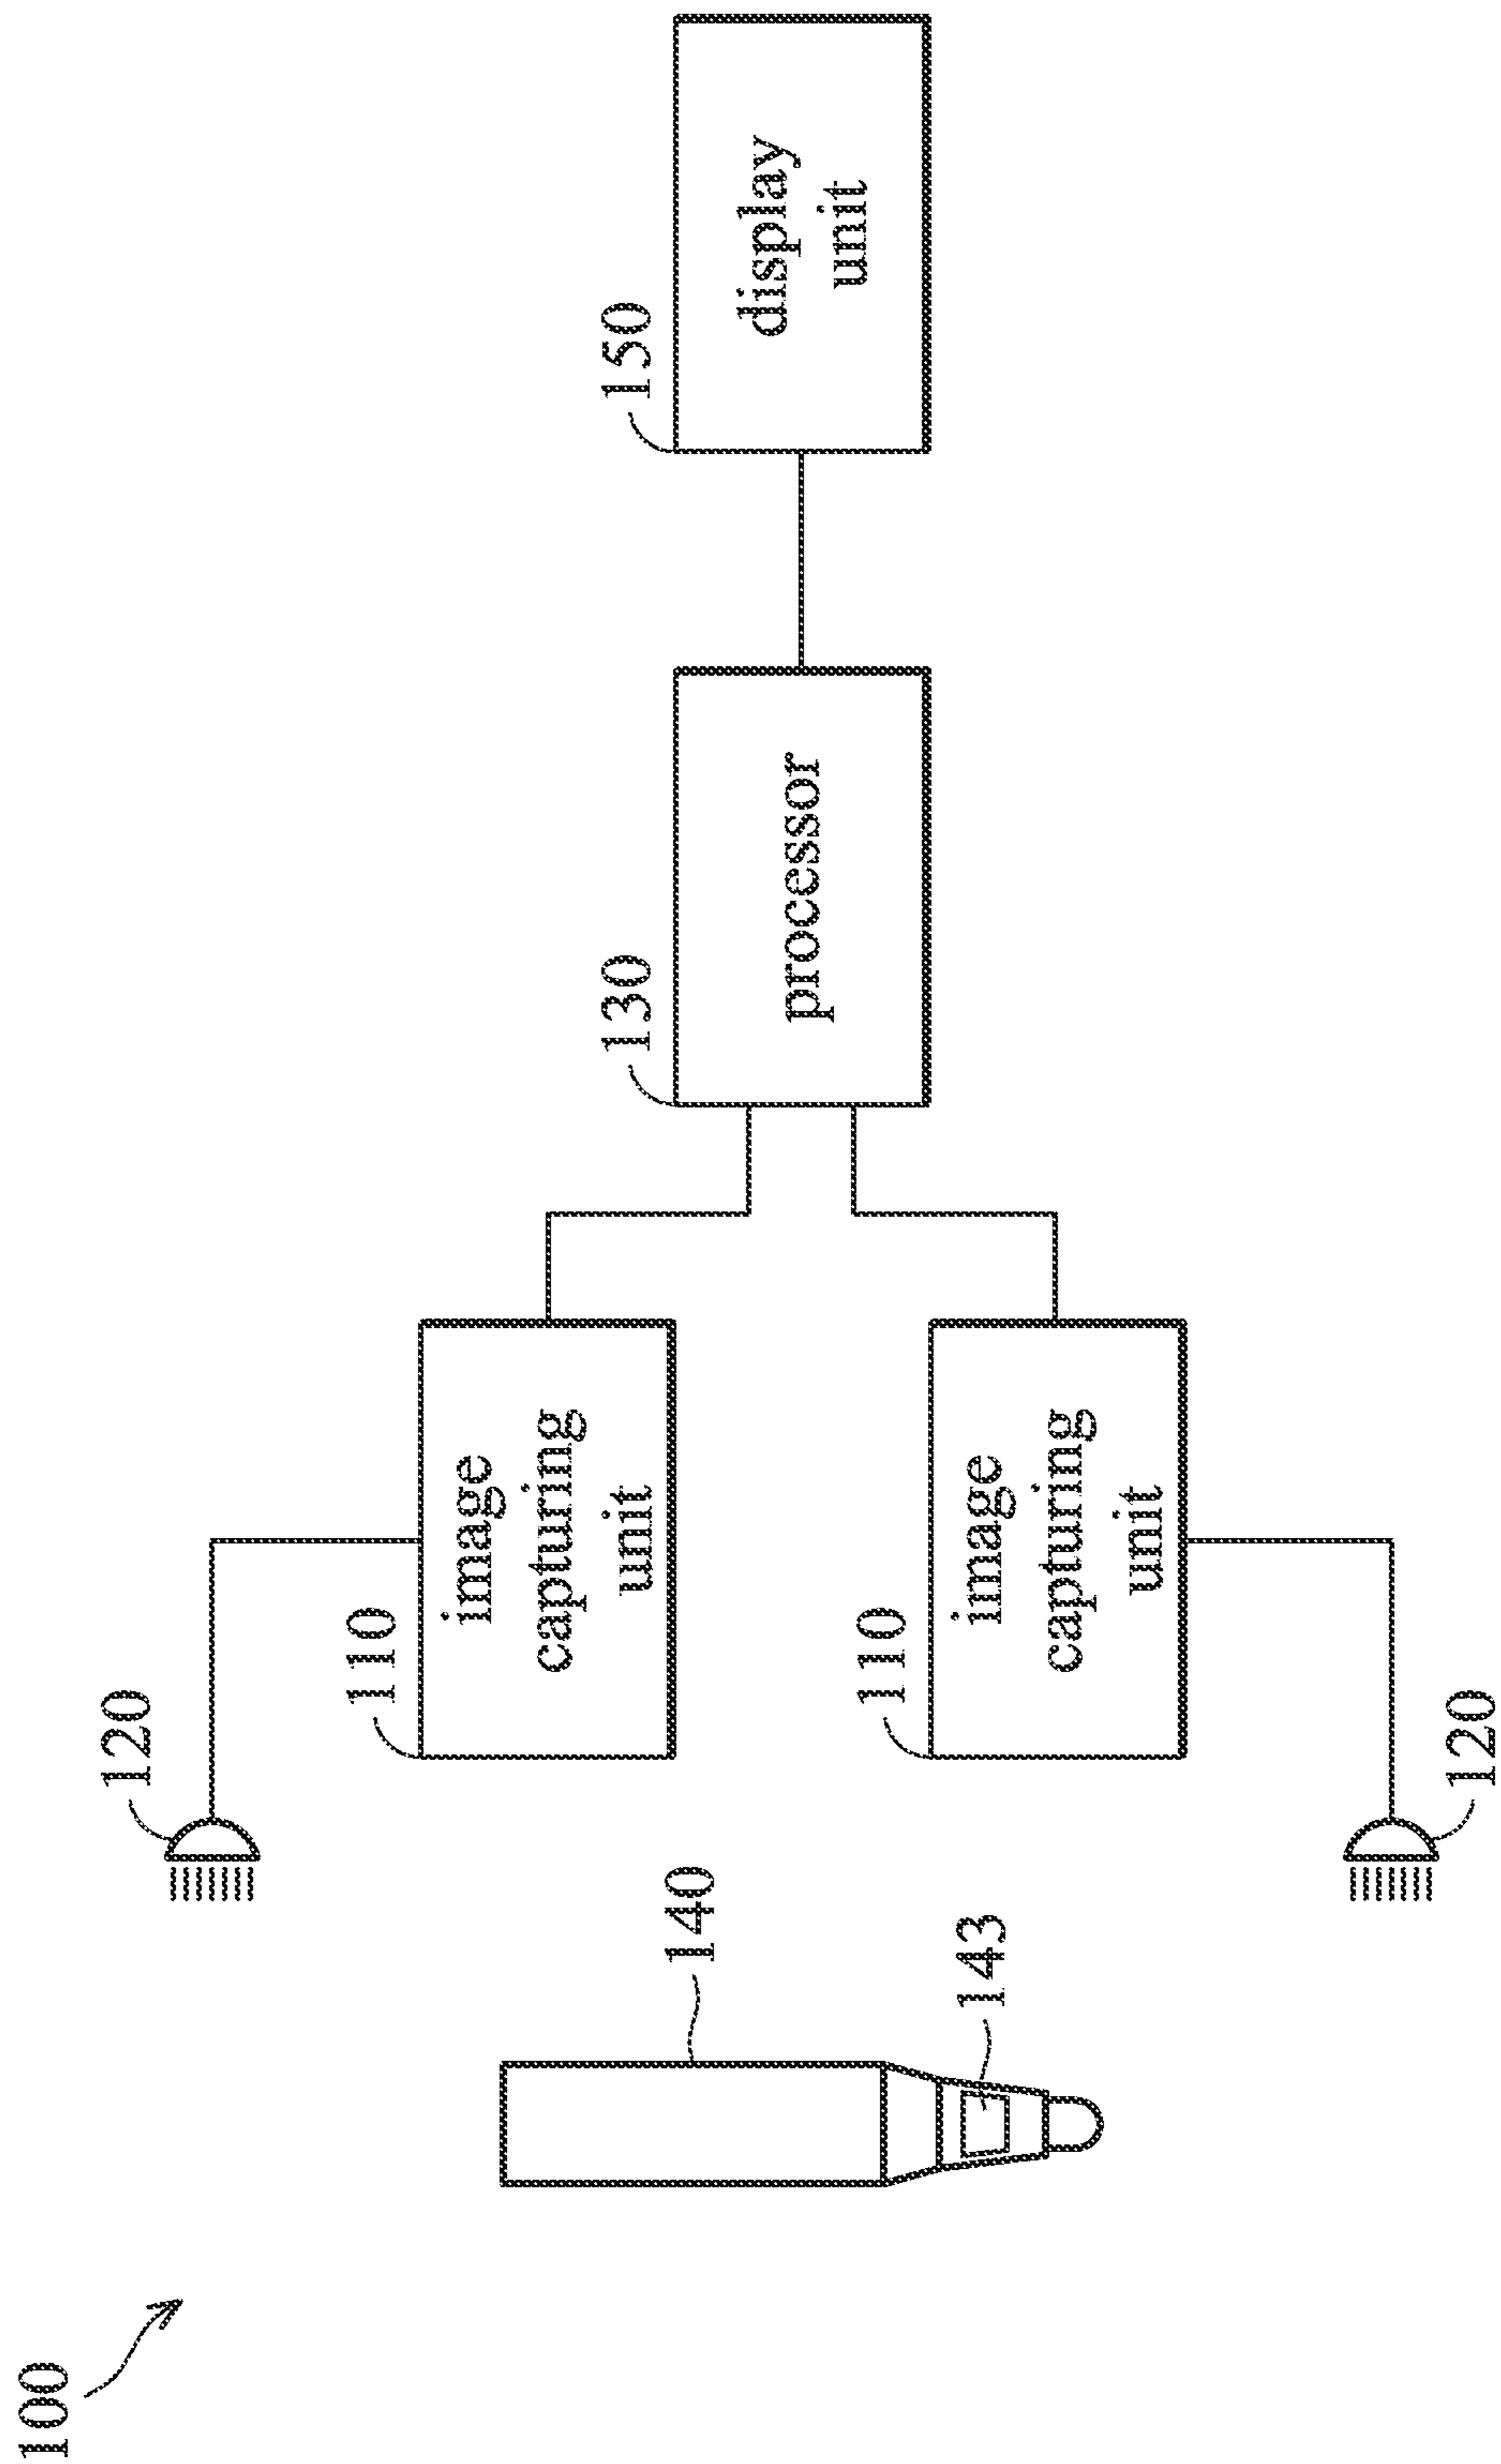 100
140
143
120
110
image
capturing
unit
110
image
capturing
unit
120
130
processor
150
display
unit